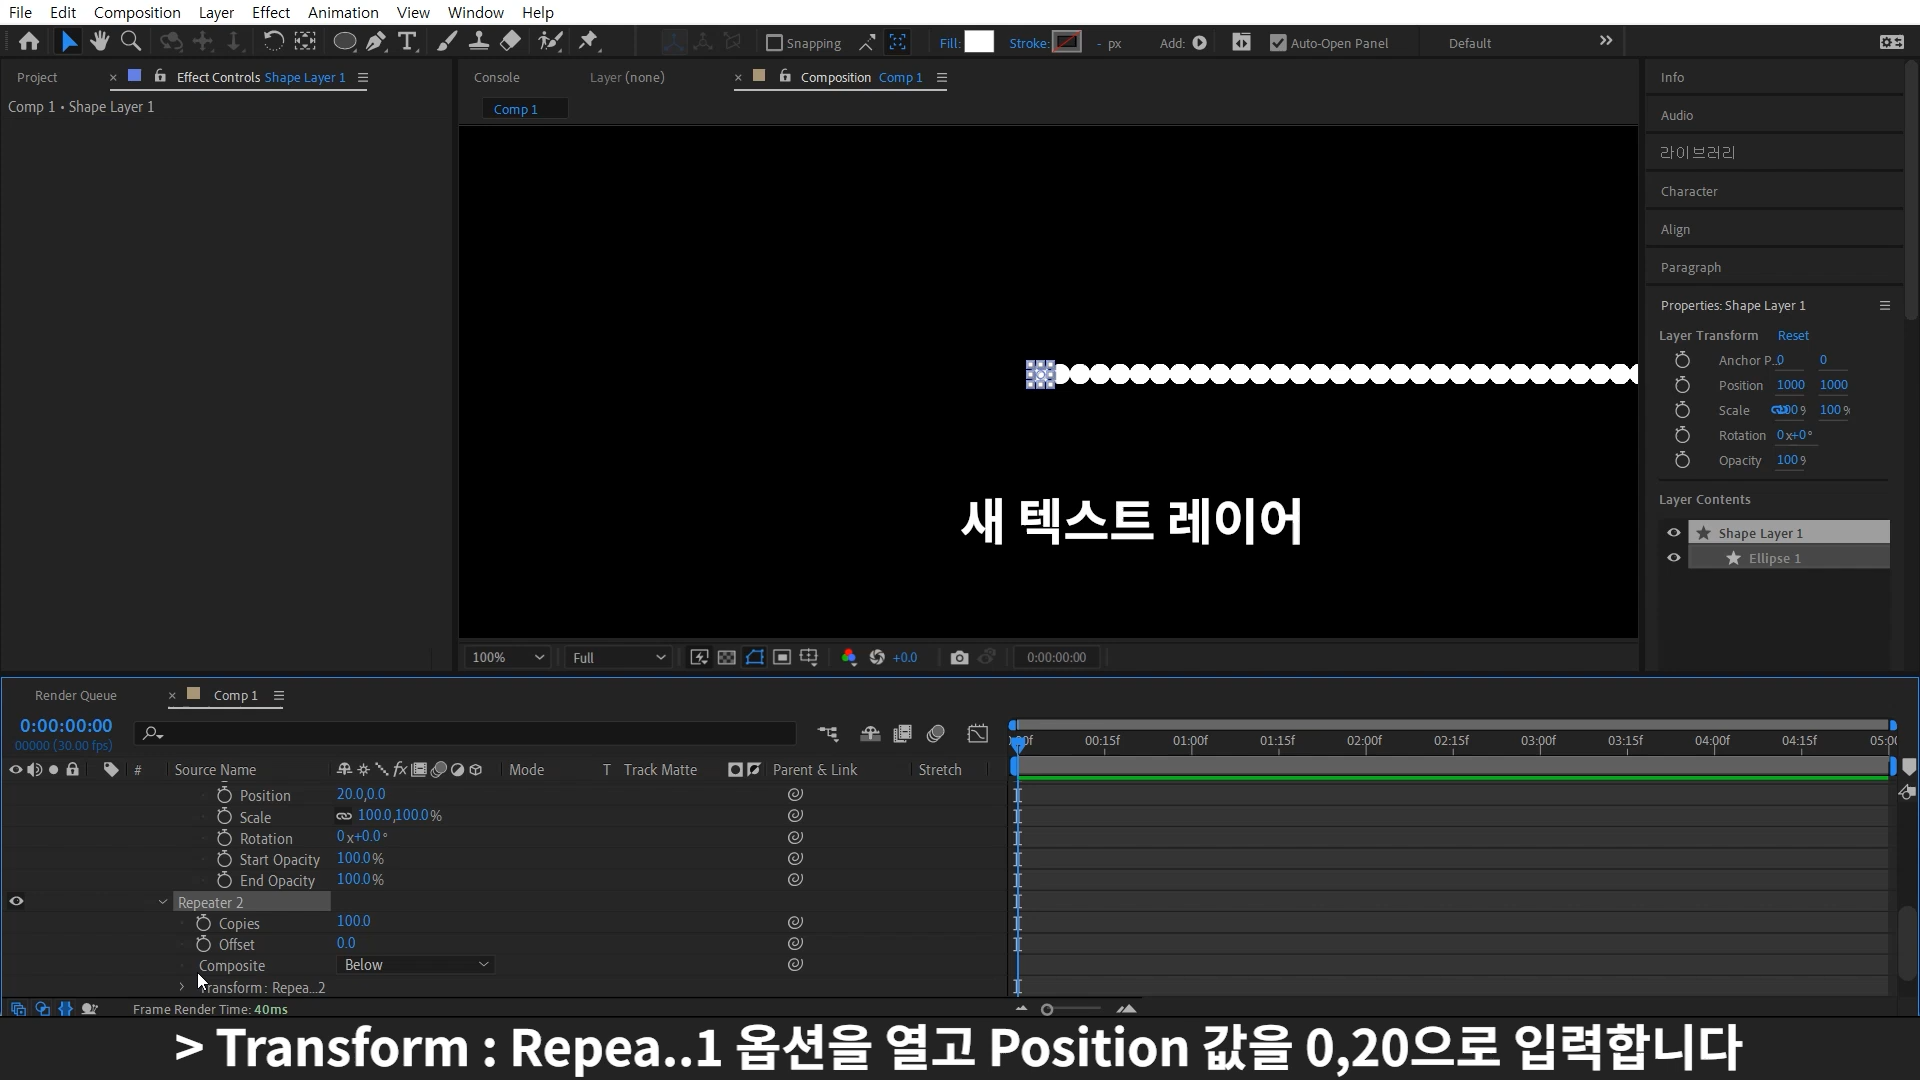 File Edit Composition Layer Effect Animation View Window Help
Snapping Fill: Stroke: - px Add: Auto-Open Panel Default
Project × Effect Controls Shape Layer 1
Console Layer (none) × Composition Comp 1
Info
Comp 1 • Shape Layer 1
Comp 1
Audio
라이브러리
Character
Align
Paragraph
Properties: Shape Layer 1
Layer Transform Reset
Anchor P.. 0 0
Position 1000 1000
Scale 100% 100%
Rotation 0x+0°
Opacity 100%
Layer Contents
Shape Layer 1
Ellipse 1
새 텍스트 레이어
100% Full +0.0 0:00:00:00
Render Queue × Comp 1
0:00:00:00
00000 (30.00 fps)
00f 00:15f 01:00f 01:15f 02:00f 02:15f 03:00f 03:15f 04:00f 04:15f 05:00
# Source Name fx Mode T Track Matte Parent & Link Stretch
Position 20.0,0.0
Scale 100.0,100.0%
Rotation 0x+0.0°
Start Opacity 100.0%
End Opacity 100.0%
Repeater 2
Copies 100.0
Offset 0.0
Composite Below
Transform : Repea...2
Frame Render Time: 40ms
> Transform : Repea..1 옵션을 열고 Position 값을 0,20으로 입력합니다